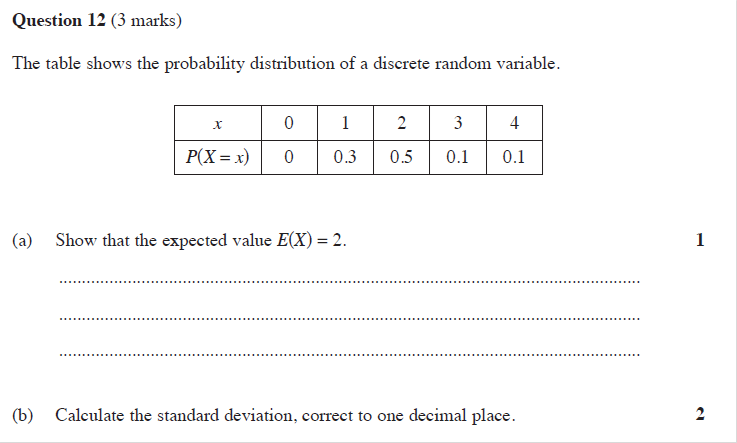 Question 12 (3 marks)
The table shows the probability distribution of a discrete random variable.
x 0 1 2 3 4
P(X = x) 0 0.3 0.5 0.1 0.1
(a) Show that the expected value E(X) = 2. 1
................................................................................
................................................................................
................................................................................
(b) Calculate the standard deviation, correct to one decimal place. 2